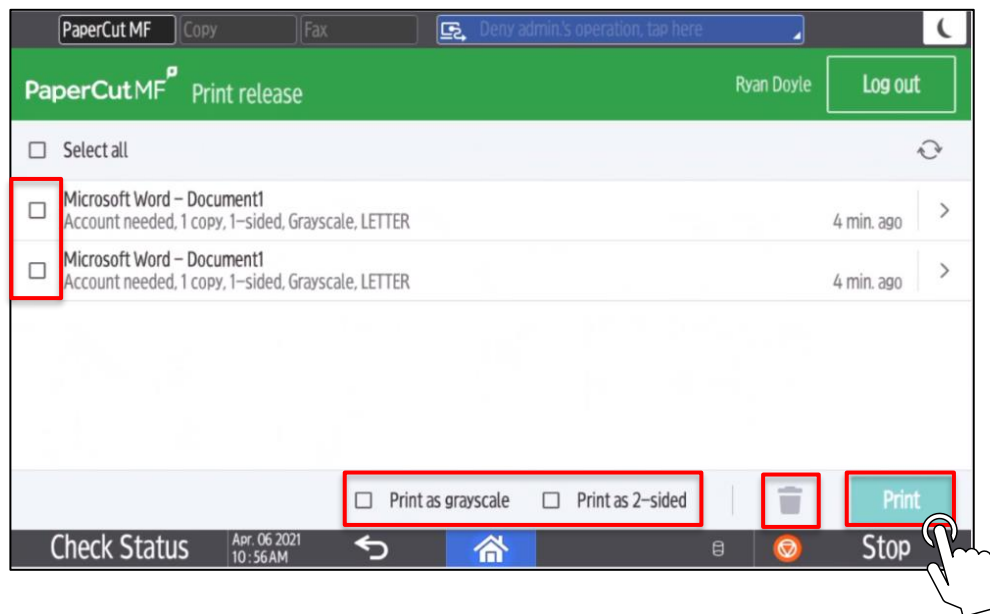 PaperCut MF Copy Fax Deny admin.'s operation, tap here
PaperCut MF Print release Ryan Doyle Log out
Select all
Microsoft Word – Document1
Account needed, 1 copy, 1-sided, Grayscale, LETTER 4 min. ago
Microsoft Word – Document1
Account needed, 1 copy, 1-sided, Grayscale, LETTER 4 min. ago
Print as grayscale Print as 2-sided Print
Check Status Apr. 06 2021 Stop
10:56 AM